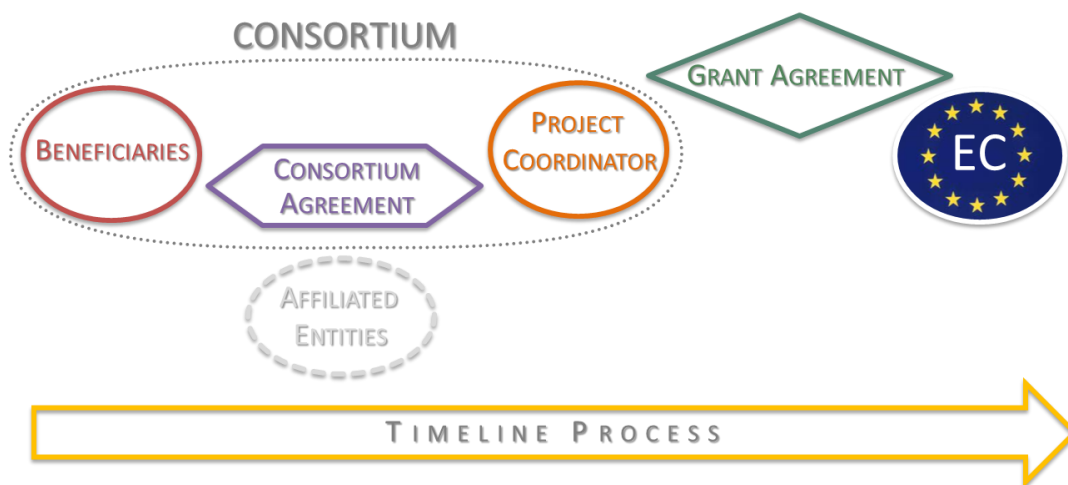 CONSORTIUM
GRANT AGREEMENT
BENEFICIARIES
PROJECT
COORDINATOR
EC
CONSORTIUM
AGREEMENT
AFFILIATED
ENTITIES
TIMELINE PROCESS